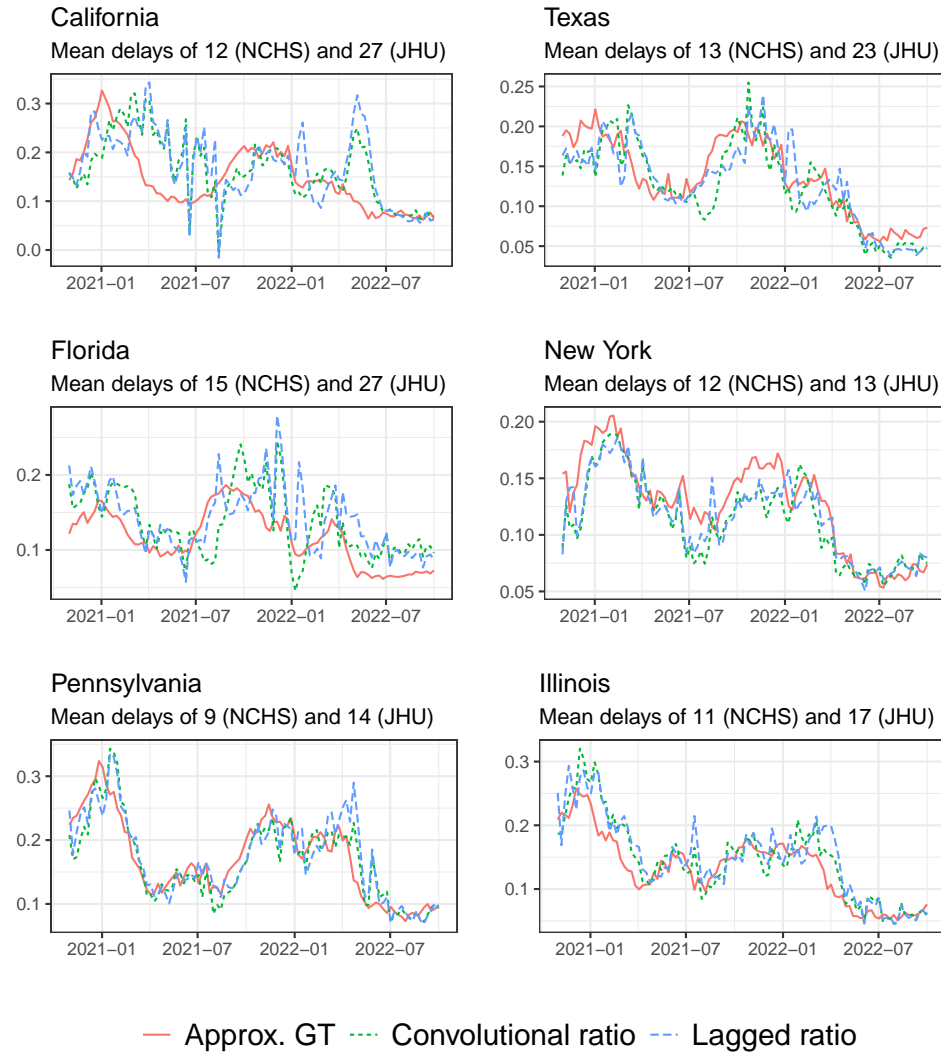 California
Mean delays of 12 (NCHS) and 27 (JHU)
0.3
0.2
0.1
0.0
2021−01 2021−07 2022−01 2022−07
Texas
Mean delays of 13 (NCHS) and 23 (JHU)
0.25
0.20
0.15
0.10
0.05
2021−01 2021−07 2022−01 2022−07
Florida
Mean delays of 15 (NCHS) and 27 (JHU)
0.2
0.1
2021−01 2021−07 2022−01 2022−07
New York
Mean delays of 12 (NCHS) and 13 (JHU)
0.20
0.15
0.10
0.05
2021−01 2021−07 2022−01 2022−07
Pennsylvania
Mean delays of 9 (NCHS) and 14 (JHU)
0.3
0.2
0.1
2021−01 2021−07 2022−01 2022−07
Illinois
Mean delays of 11 (NCHS) and 17 (JHU)
0.3
0.2
0.1
2021−01 2021−07 2022−01 2022−07
Approx. GT Convolutional ratio Lagged ratio